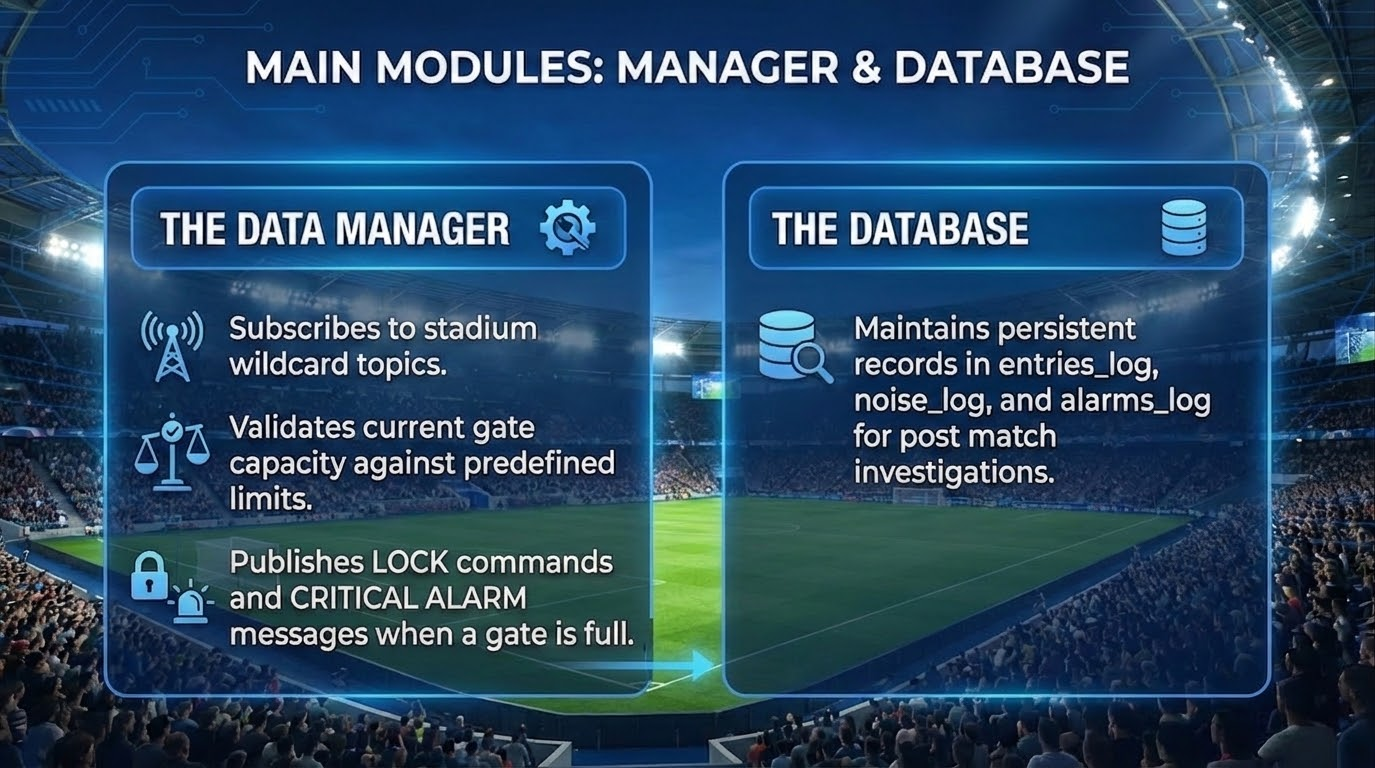 MAIN MODULES: MANAGER & DATABASE
THE DATA MANAGER
Subscribes to stadium
wildcard topics.
Validates current gate
capacity against predefined
limits.
Publishes LOCK commands
and CRITICAL ALARM
messages when a gate is full.
THE DATABASE
Maintains persistent
records in entries_log,
noise_log, and alarms_log
for post match
investigations.